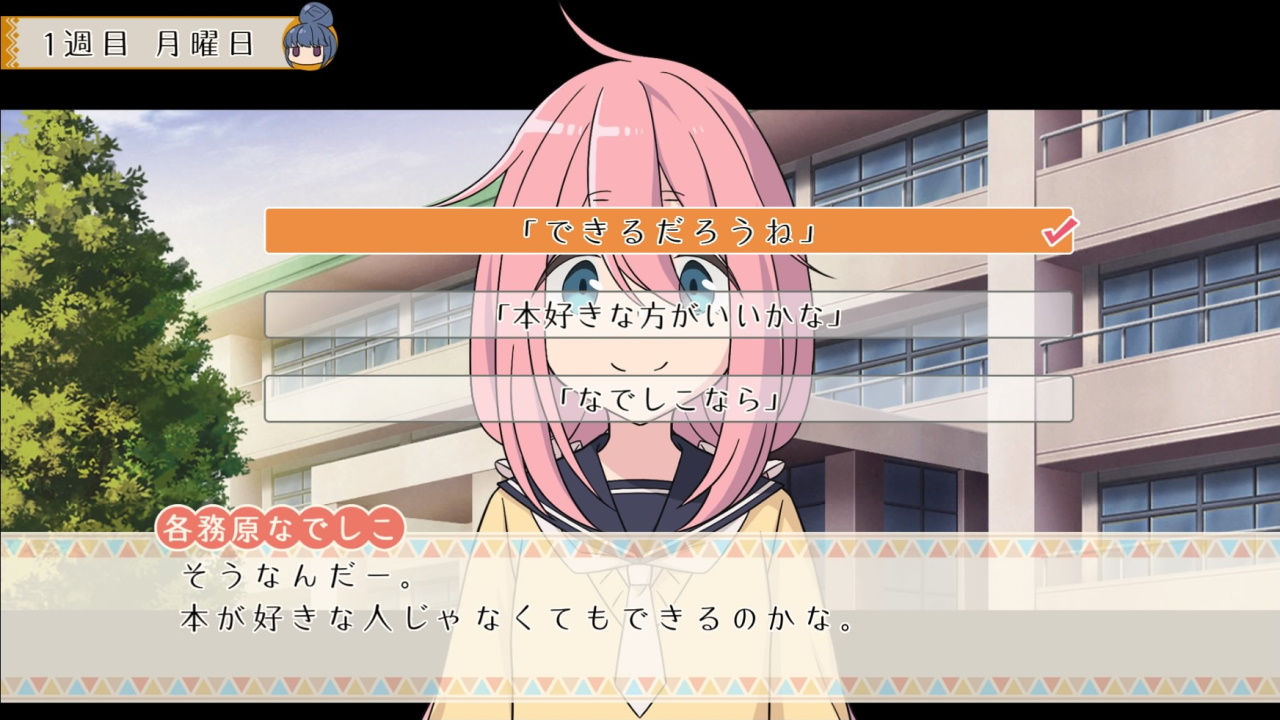 1週目 月曜日
「できるだろうね」
「本好きな方がいいかな」
「なでしこなら」
各務原なでしこ
そうなんだー。
本が好きな人じゃなくてもできるのかな。